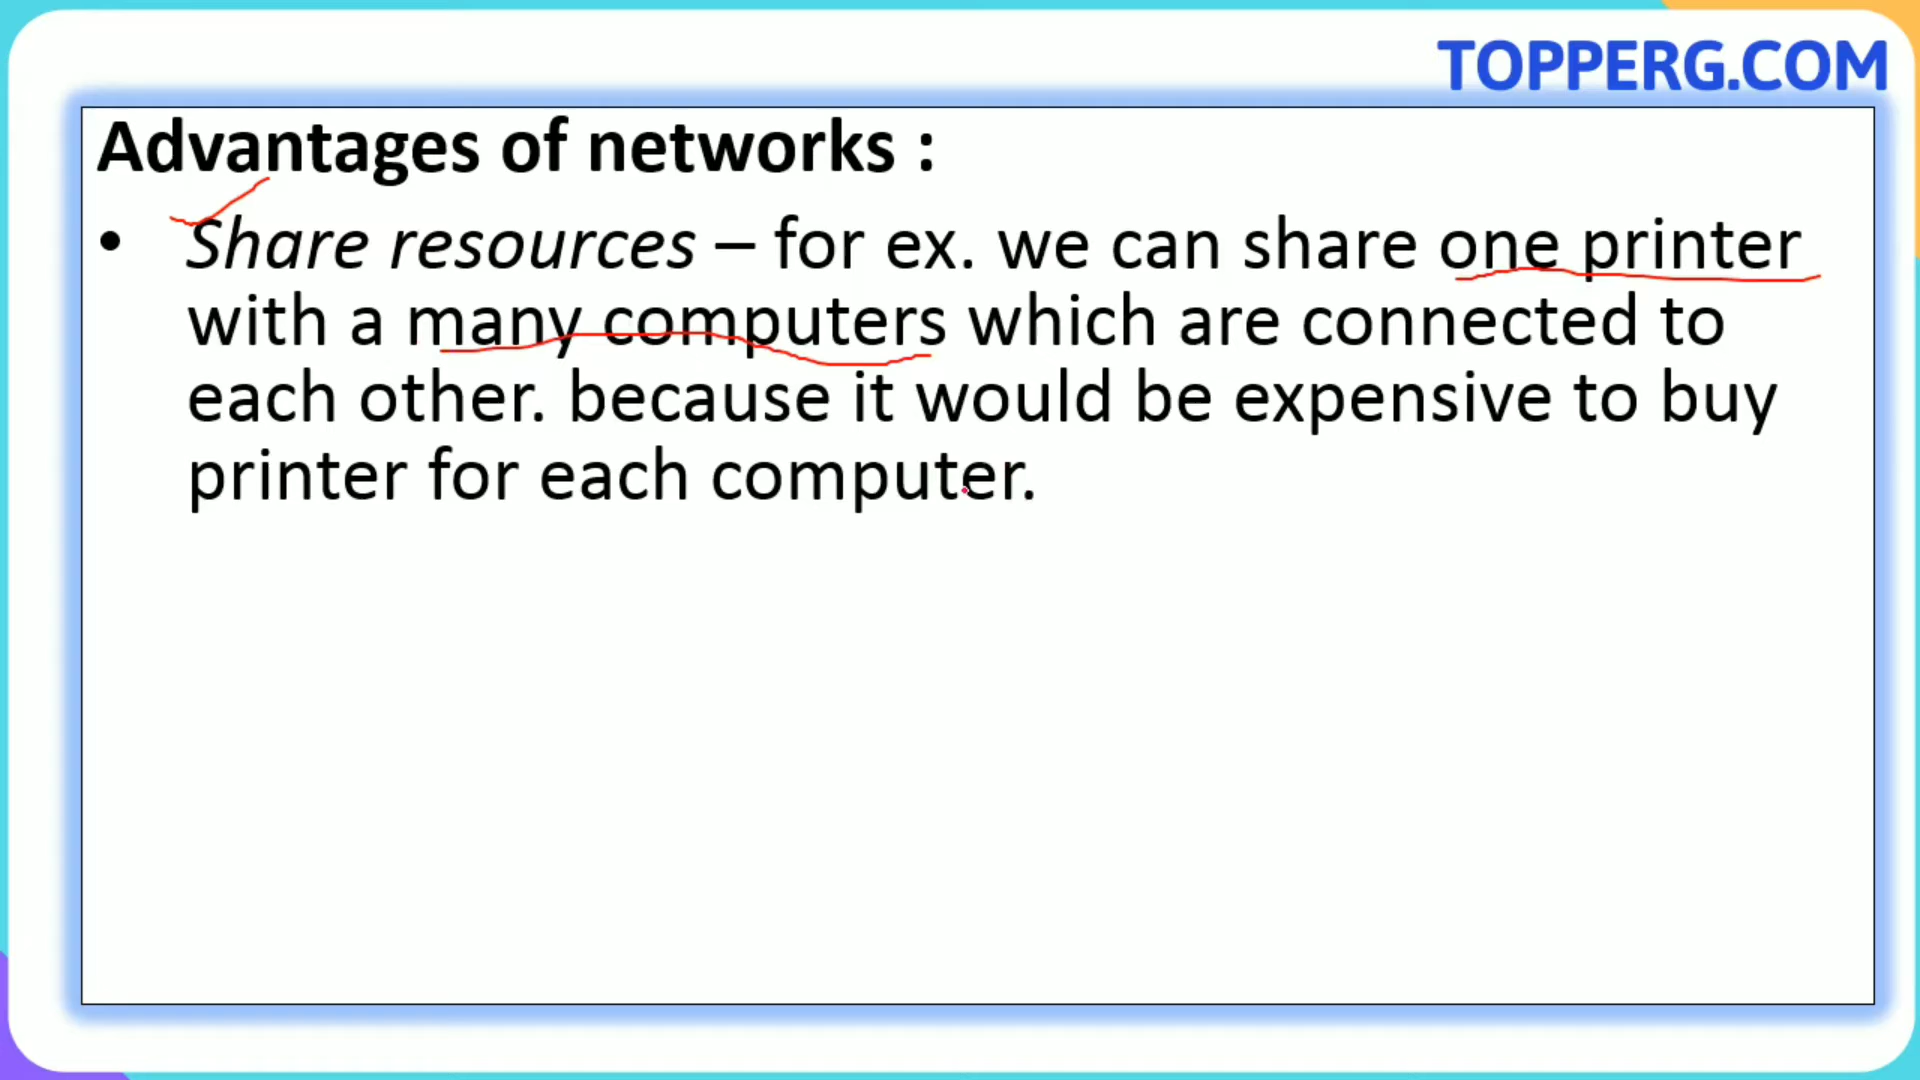 TOPPERG.COM
Advantages of networks :
• Share resources – for ex. we can share one printer
with a many computers which are connected to
each other. because it would be expensive to buy
printer for each computer.